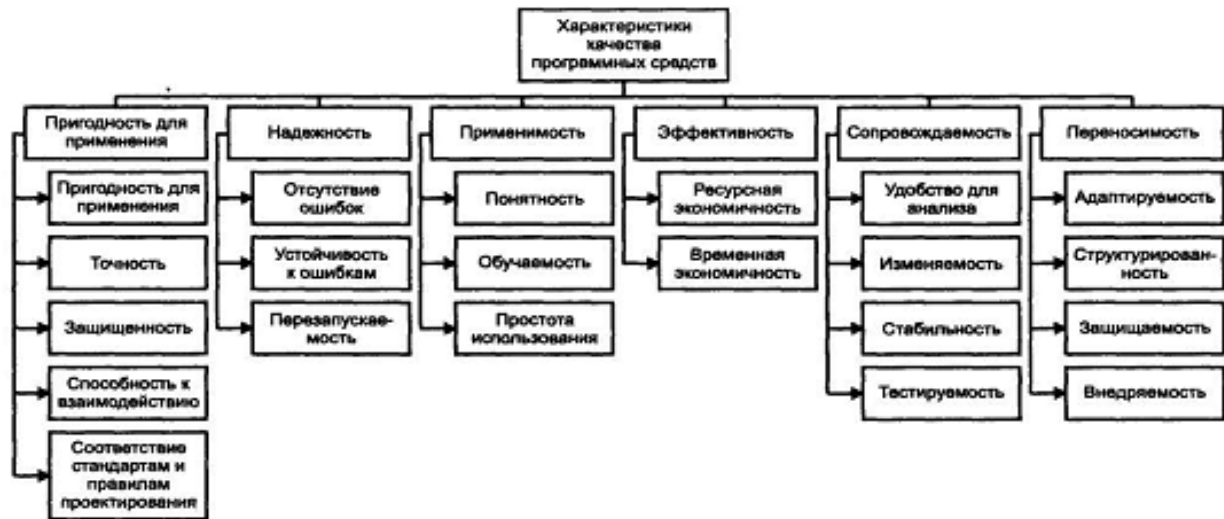 Характеристики
качества
программных средств
Пригодность для
применения
Надежность
Применимость
Эффективность
Сопровождаемость
Переносимость
Пригодность для
применения
Отсутствие
ошибок
Понятность
Ресурсная
экономичность
Удобство для
анализа
Адаптируемость
Точность
Устойчивость
к ошибкам
Обучаемость
Временная
экономичность
Изменяемость
Структурирован-
ность
Защищенность
Перезапускае-
мость
Простота
использования
Стабильность
Защищаемость
Способность к
взаимодействию
Тестируемость
Внедряемость
Соответствие
стандартам и
правилам
проектирования